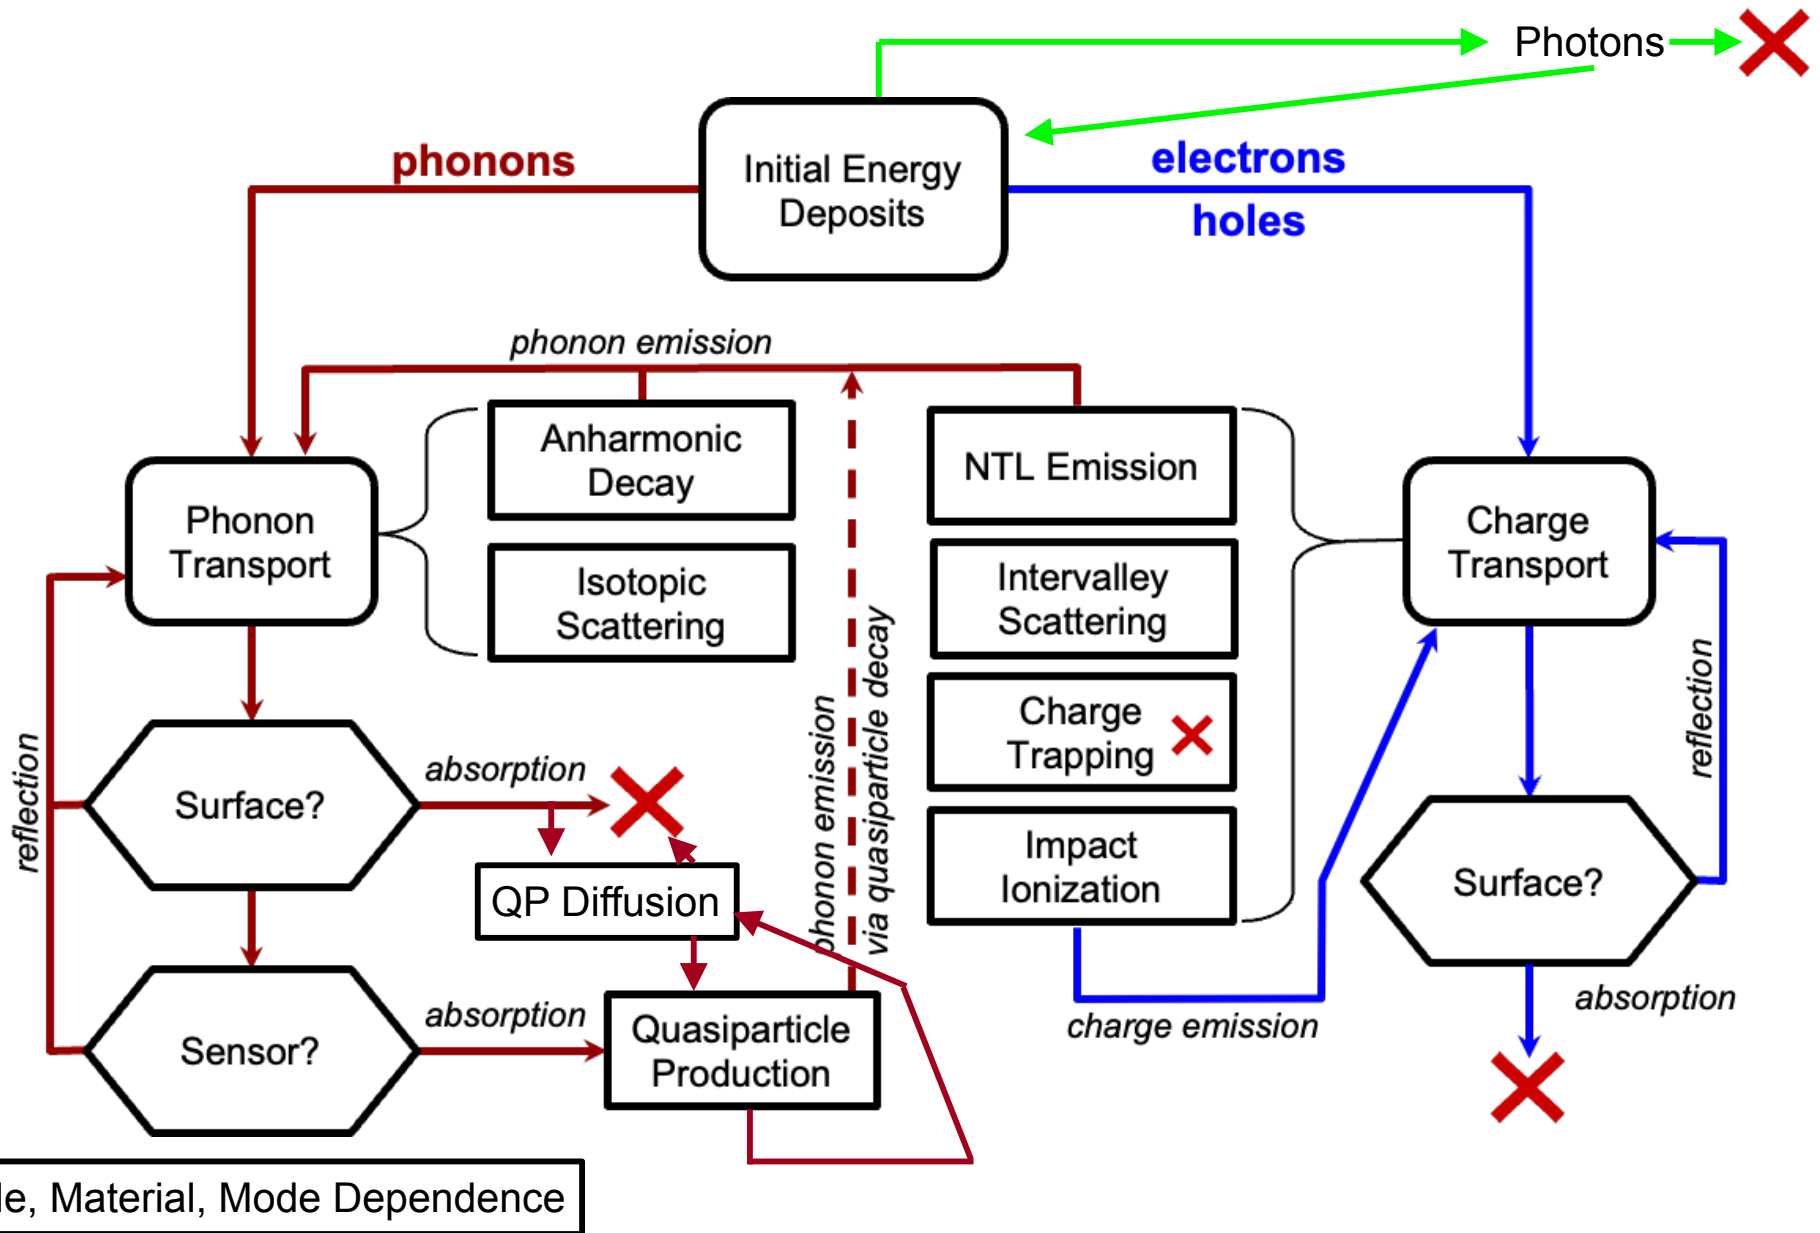 Photons
phonons
Initial Energy
Deposits
electrons
holes
phonon emission
Anharmonic
Decay
NTL Emission
Phonon
Transport
Charge
Transport
Isotopic
Scattering
Intervalley
Scattering
Charge
Trapping
Impact
Ionization
reflection
Surface?
absorption
QP Diffusion
phonon emission
via quasiparticle decay
reflection
Surface?
Sensor?
absorption
Quasiparticle
Production
charge emission
absorption
Material, Mode Dependence